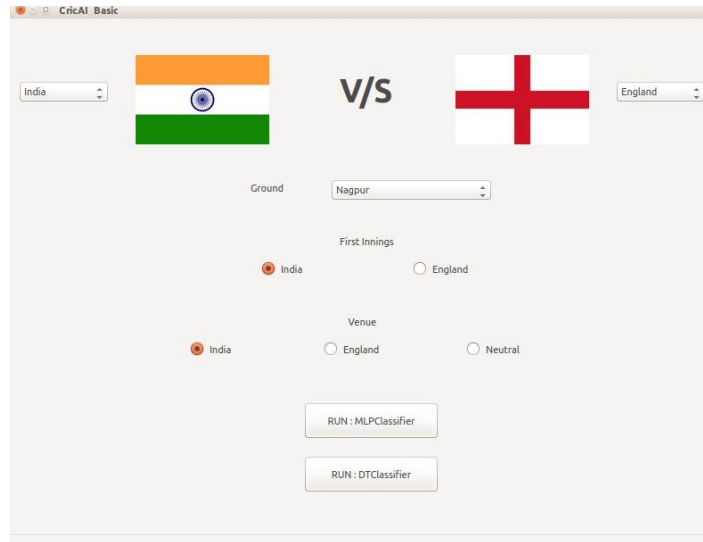 CricAI Basic
India V/S England
Ground Nagpur
First Innings
India England
Venue
India England Neutral
RUN : MLPClassifier
RUN : DTClassifier